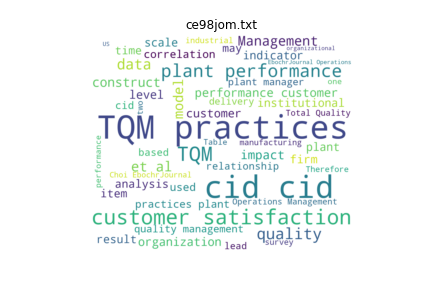 ce98jom.txt
us industrial organizational
time scale may Management
correlation indicator EbochrJournal Operations
data plant performance
construct model plant manager one
level performance customer
cid two delivery institutional
customer Total Quality
TQM practices
based TQM Table manufacturing plant
et al impact firm
performance relationship Therefore
Choi EbochrJournal
analysis used cid cid
item practices plant Operations Management
customer satisfaction
quality management quality
result organization lead survey